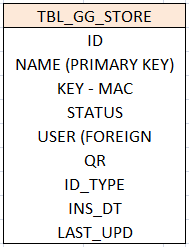 TBL_GG_STORE
ID
NAME (PRIMARY KEY)
KEY - MAC
STATUS
USER (FOREIGN
QR
ID_TYPE
INS_DT
LAST_UPD